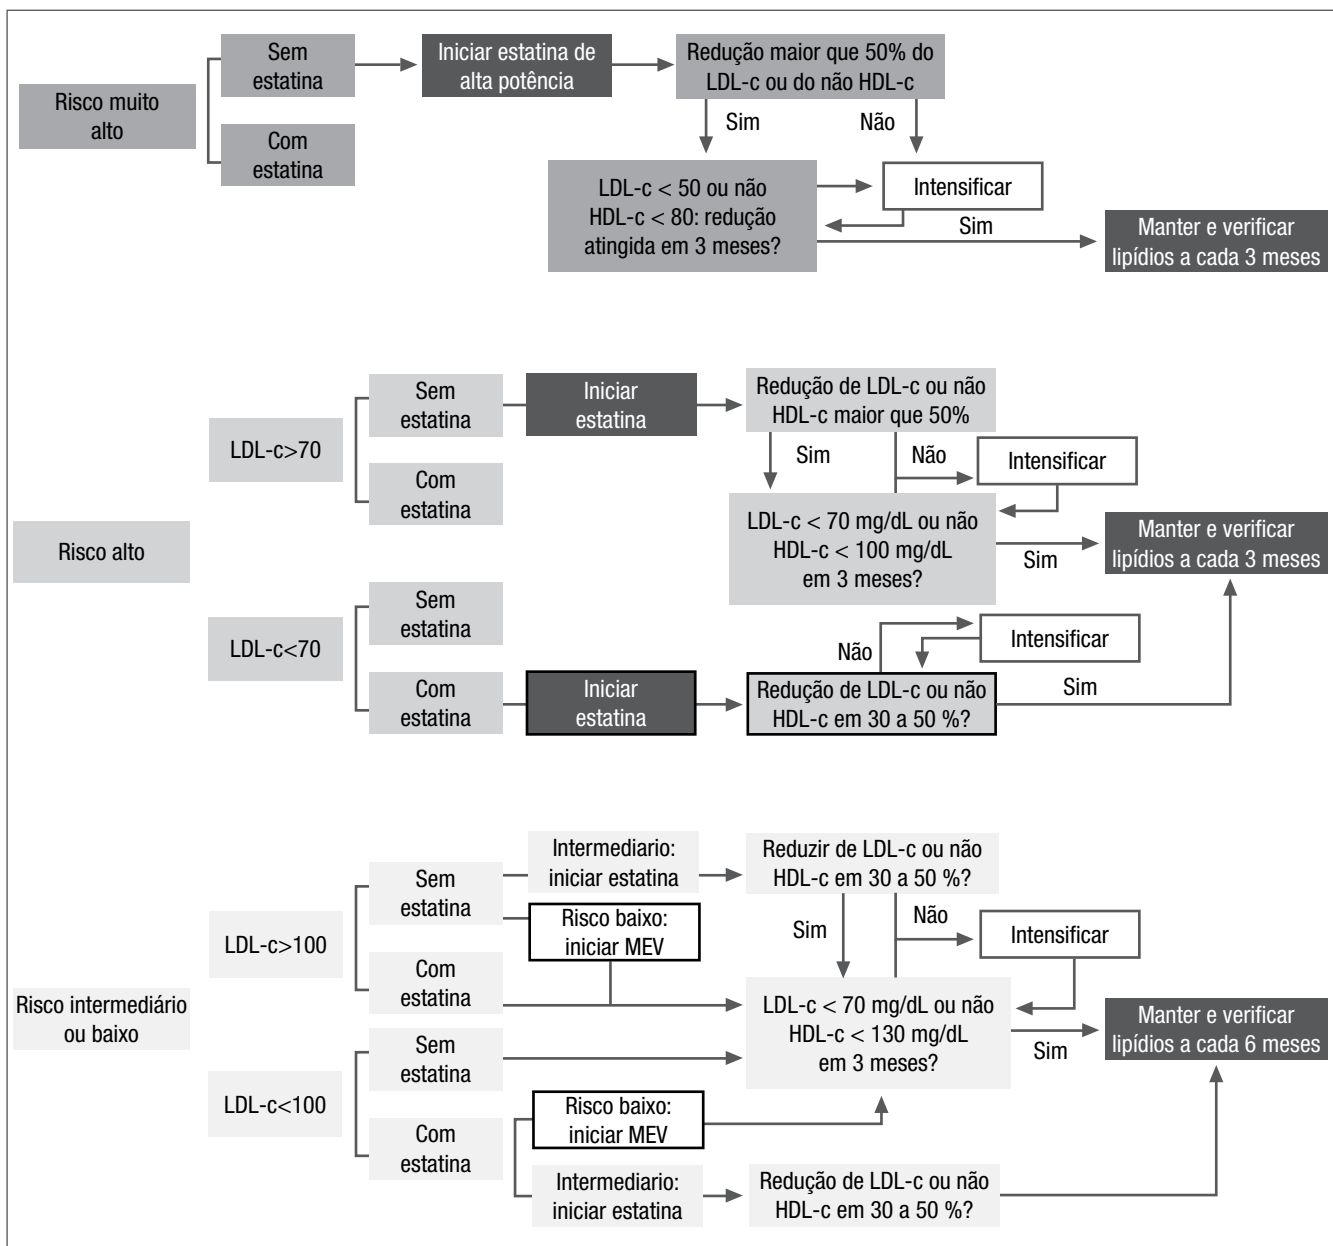 Risco muito
alto
Sem
estatina
Com
estatina
Iniciar estatina de
alta potência
Redução maior que 50% do
LDL-c ou do não HDL-c
Sim
Não
LDL-c < 50 ou não
HDL-c < 80: redução
atingida em 3 meses?
Intensificar
Sim
Manter e verificar
lipídios a cada 3 meses
Risco alto
LDL-c>70
Sem
estatina
Com
estatina
Iniciar
estatina
Redução de LDL-c ou não
HDL-c maior que 50%
Sim
Não
Intensificar
LDL-c < 70 mg/dL ou não
HDL-c < 100 mg/dL
em 3 meses?
Sim
Manter e verificar
lipídios a cada 3 meses
LDL-c<70
Sem
estatina
Com
estatina
Iniciar
estatina
Não
Intensificar
Redução de LDL-c ou não
HDL-c em 30 a 50 %?
Sim
Risco intermediário
ou baixo
LDL-c>100
Sem
estatina
Com
estatina
Intermediario:
iniciar estatina
Risco baixo:
iniciar MEV
Reduzir de LDL-c ou não
HDL-c em 30 a 50 %?
Sim
Não
Intensificar
LDL-c < 70 mg/dL ou não
HDL-c < 130 mg/dL
em 3 meses?
Sim
Manter e verificar
lipídios a cada 6 meses
LDL-c<100
Sem
estatina
Com
estatina
Risco baixo:
iniciar MEV
Intermediario:
iniciar estatina
Redução de LDL-c ou não
HDL-c em 30 a 50 %?